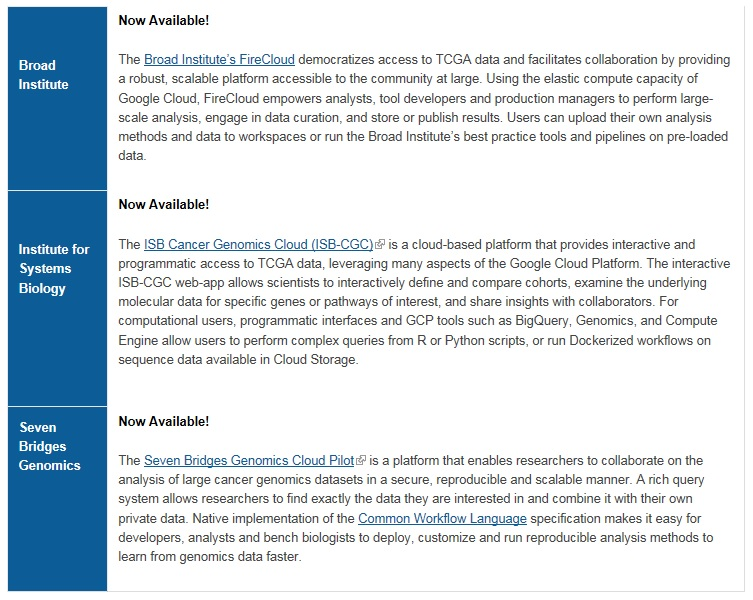 Broad
Institute
Now Available!
The Broad Institute's FireCloud democratizes access to TCGA data and facilitates collaboration by providing
a robust, scalable platform accessible to the community at large. Using the elastic compute capacity of
Google Cloud, FireCloud empowers analysts, tool developers and production managers to perform large-
scale analysis, engage in data curation, and store or publish results. Users can upload their own analysis
methods and data to workspaces or run the Broad Institute's best practice tools and pipelines on pre-loaded
data.
Institute for
Systems
Biology
Now Available!
The ISB Cancer Genomics Cloud (ISB-CGC) is a cloud-based platform that provides interactive and
programmatic access to TCGA data, leveraging many aspects of the Google Cloud Platform. The interactive
ISB-CGC web-app allows scientists to interactively define and compare cohorts, examine the underlying
molecular data for specific genes or pathways of interest, and share insights with collaborators. For
computational users, programmatic interfaces and GCP tools such as BigQuery, Genomics, and Compute
Engine allow users to perform complex queries from R or Python scripts, or run Dockerized workflows on
sequence data available in Cloud Storage.
Seven
Bridges
Genomics
Now Available!
The Seven Bridges Genomics Cloud Pilot is a platform that enables researchers to collaborate on the
analysis of large cancer genomics datasets in a secure, reproducible and scalable manner. A rich query
system allows researchers to find exactly the data they are interested in and combine it with their own
private data. Native implementation of the Common Workflow Language specification makes it easy for
developers, analysts and bench biologists to deploy, customize and run reproducible analysis methods to
learn from genomics data faster.